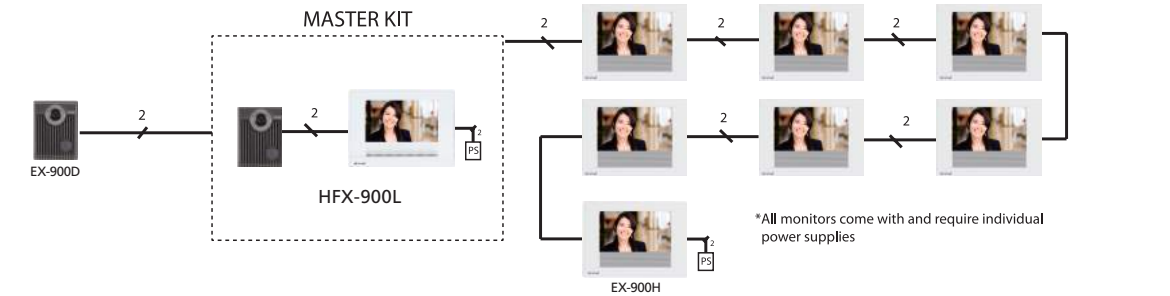 MASTER KIT
2
2
2
2
2
2
PS
EX-900D
HFX-900L
2
2
*All monitors come with and require individual
power supplies
2
PS
EX-900H